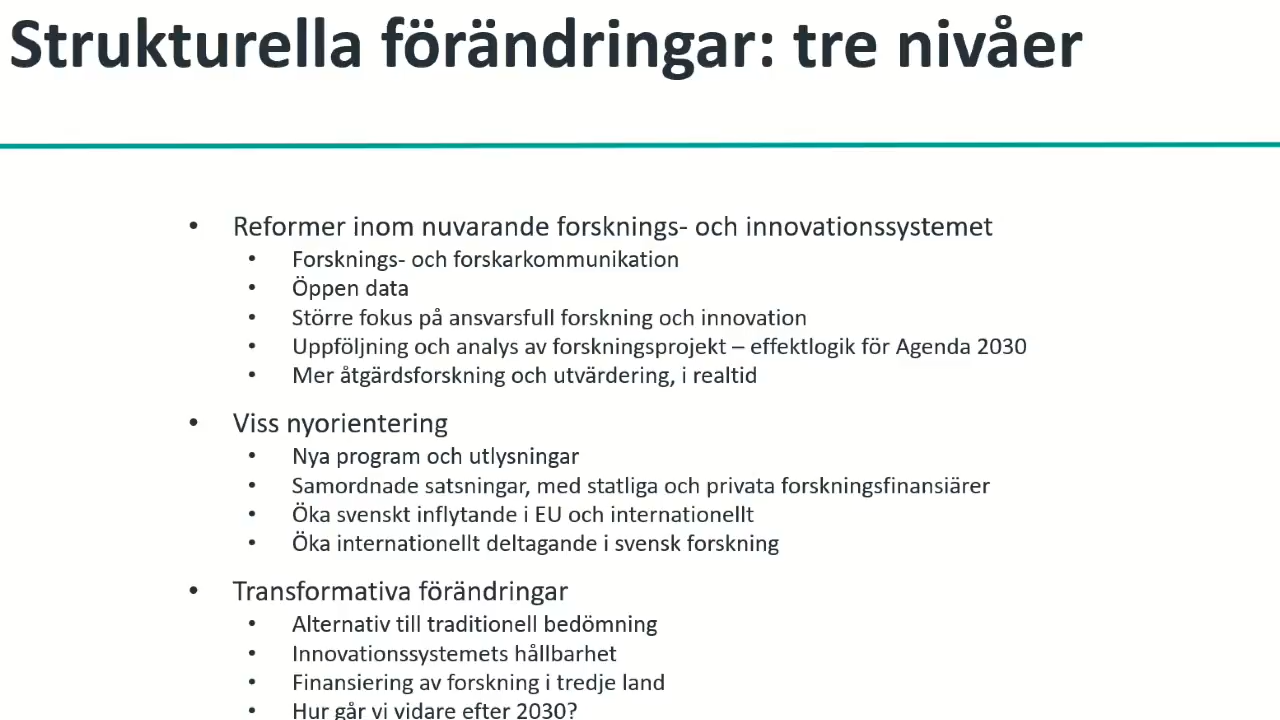 Strukturella förändringar: tre nivåer
• Reformer inom nuvarande forsknings- och innovationssystemet
• Forsknings- och forskarkommunikation
• Öppen data
• Större fokus på ansvarsfull forskning och innovation
• Uppföljning och analys av forskningsprojekt – effektlogik för Agenda 2030
• Mer åtgärdsforskning och utvärdering, i realtid
• Viss nyorientering
• Nya program och utlysningar
• Samordnade satsningar, med statliga och privata forskningsfinansiärer
• Öka svenskt inflytande i EU och internationellt
• Öka internationellt deltagande i svensk forskning
• Transformativa förändringar
• Alternativ till traditionell bedömning
• Innovationssystemets hållbarhet
• Finansiering av forskning i tredje land
• Hur går vi vidare efter 2030?